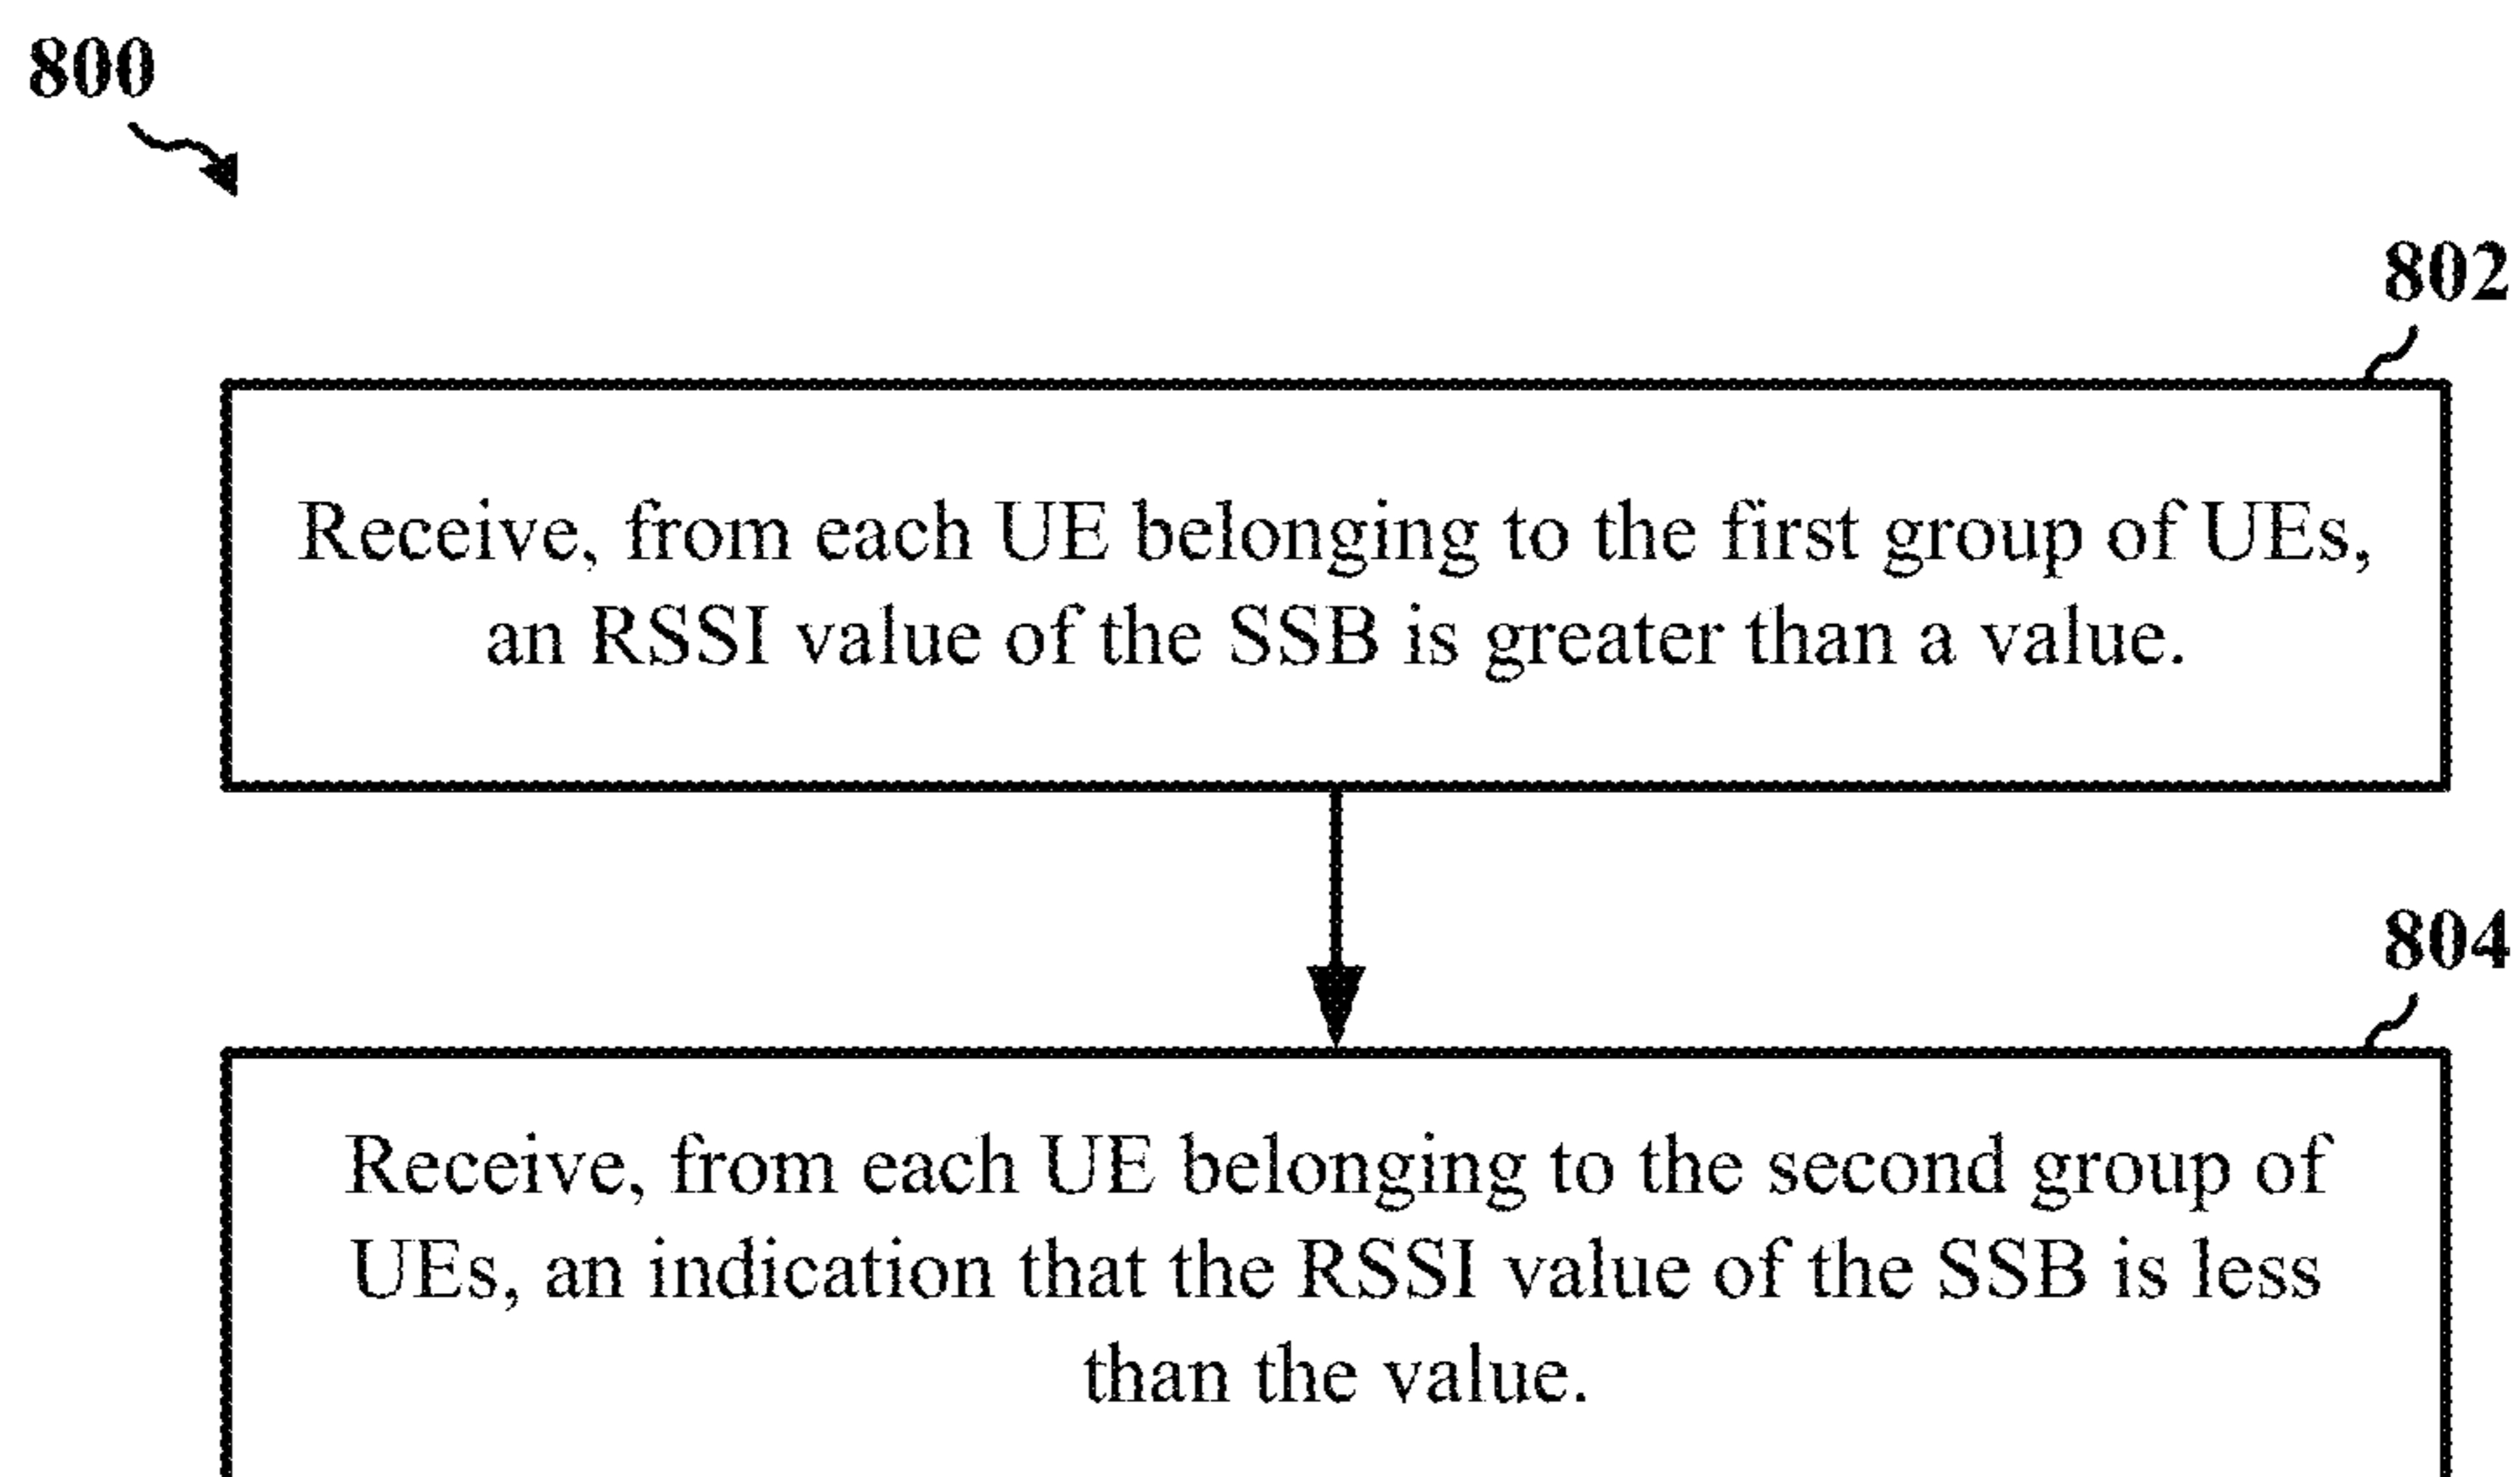 800
802
Receive, from each UE belonging to the first group of UEs,
an RSSI value of the SSB is greater than a value.
804
Receive, from each UE belonging to the second group of
UEs, an indication that the RSSI value of the SSB is less
than the value.